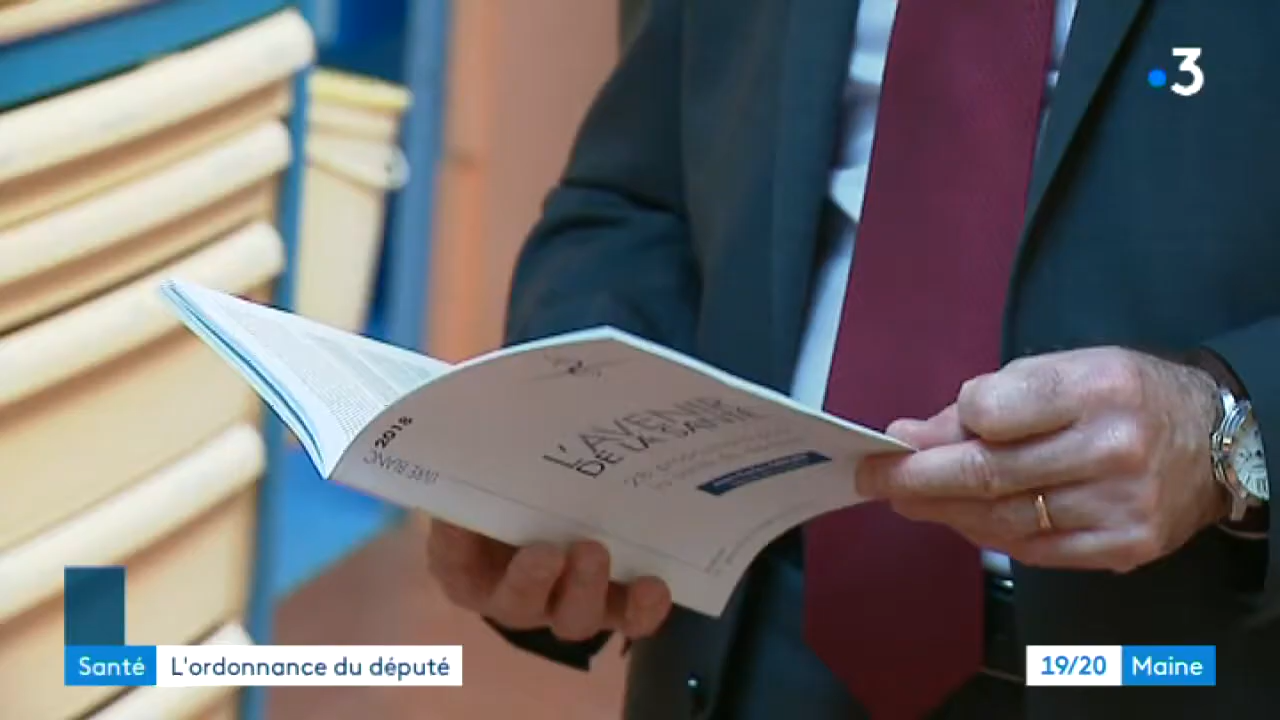 3
2018
LIVRE BLANC
L'AVENIR
DE LA SANTÉ
Santé L'ordonnance du député
19/20 Maine